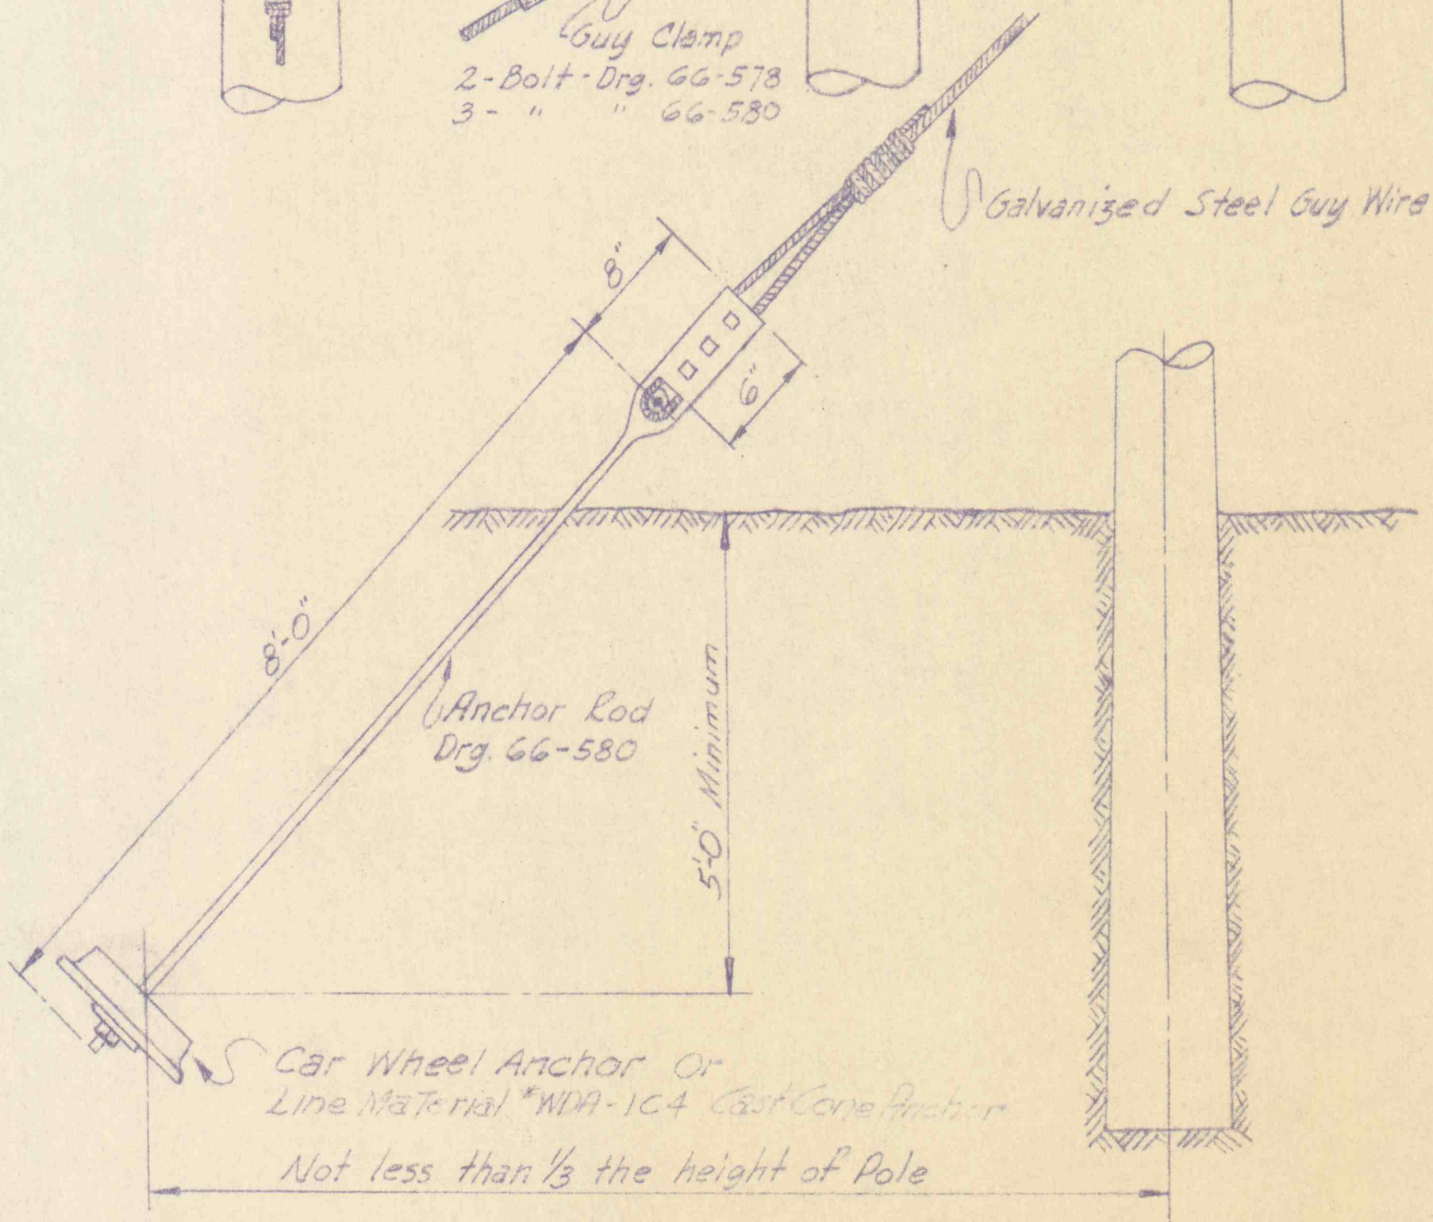 Guy Clamp
2-Bolt-Drg. 66-578
3- " " 66-580
Galvanized Steel Guy Wire
8"
6"
8'-0"
Anchor Rod
Drg. 66-580
5'-0" Minimum
Car Wheel Anchor Or
Line Material #WDA-1C4 Cast Cone Anchor
Not less than 1/3 the height of Pole